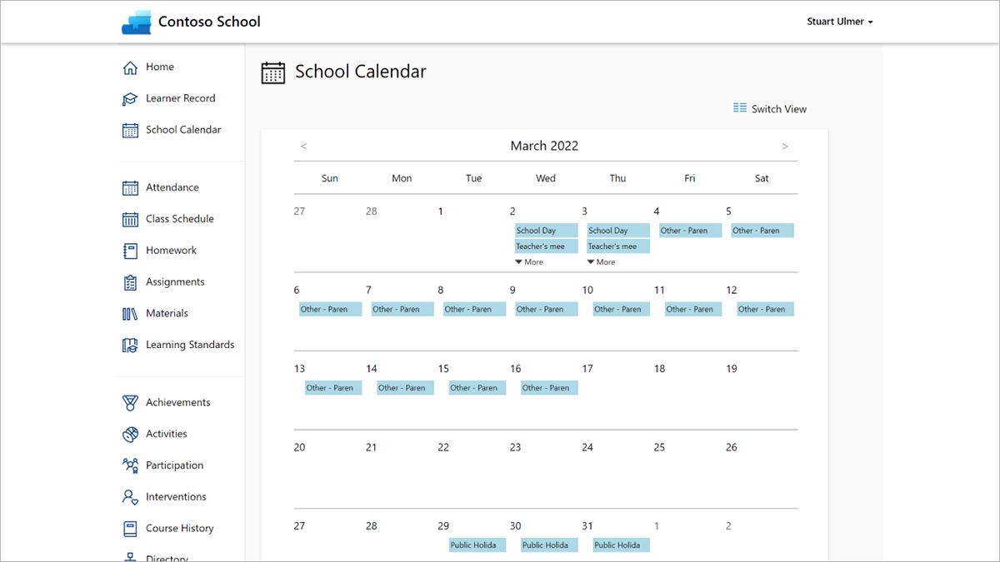 Contoso School
Stuart Ulmer
Home
Learner Record
School Calendar
Attendance
Class Schedule
Homework
Assignments
Materials
Learning Standards
Achievements
Activities
Participation
Interventions
Course History
Directory
School Calendar
Switch View
< March 2022 >
Sun Mon Tue Wed Thu Fri Sat
27 28 1 2 3 4 5
School Day School Day Other - Paren Other - Paren
Teacher's mee Teacher's mee
More More
6 7 8 9 10 11 12
Other - Paren Other - Paren Other - Paren Other - Paren Other - Paren Other - Paren Other - Paren
13 14 15 16 17 18 19
Other - Paren Other - Paren Other - Paren Other - Paren
20 21 22 23 24 25 26
27 28 29 30 31 1 2
Public Holida Public Holida Public Holida